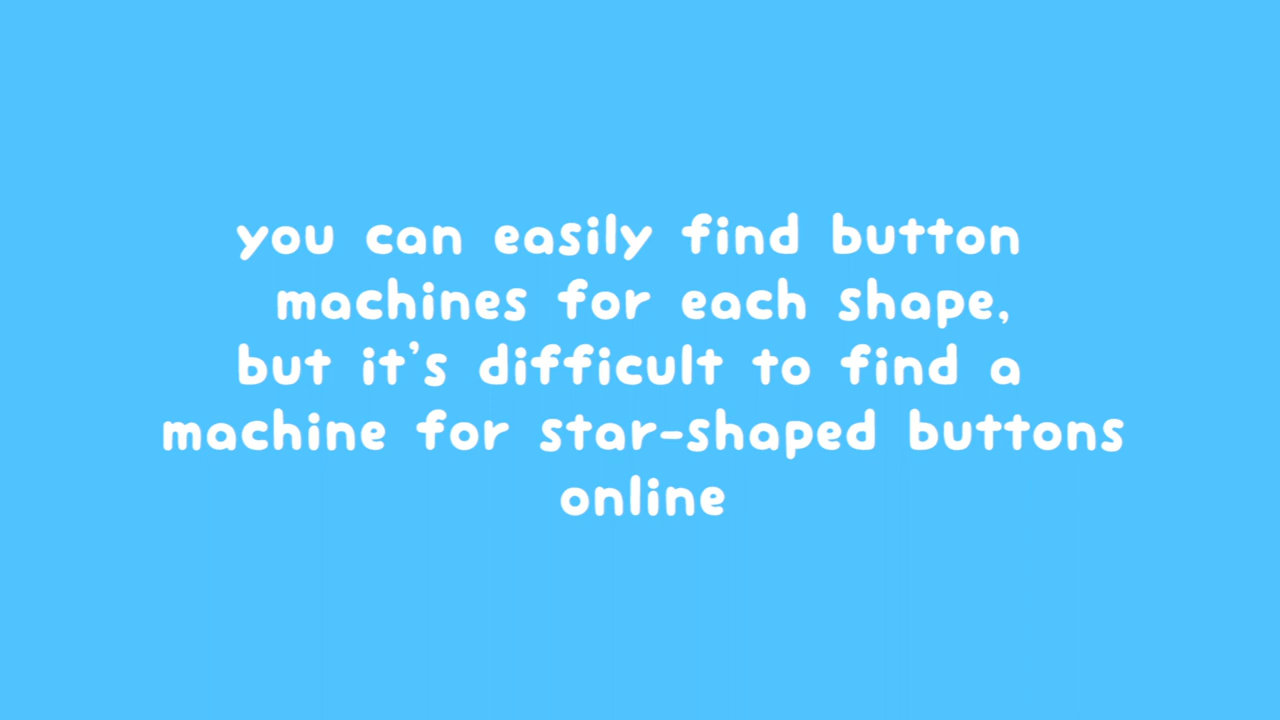 you can easily find button
machines for each shape,
but it's difficult to find a
machine for star-shaped buttons
online